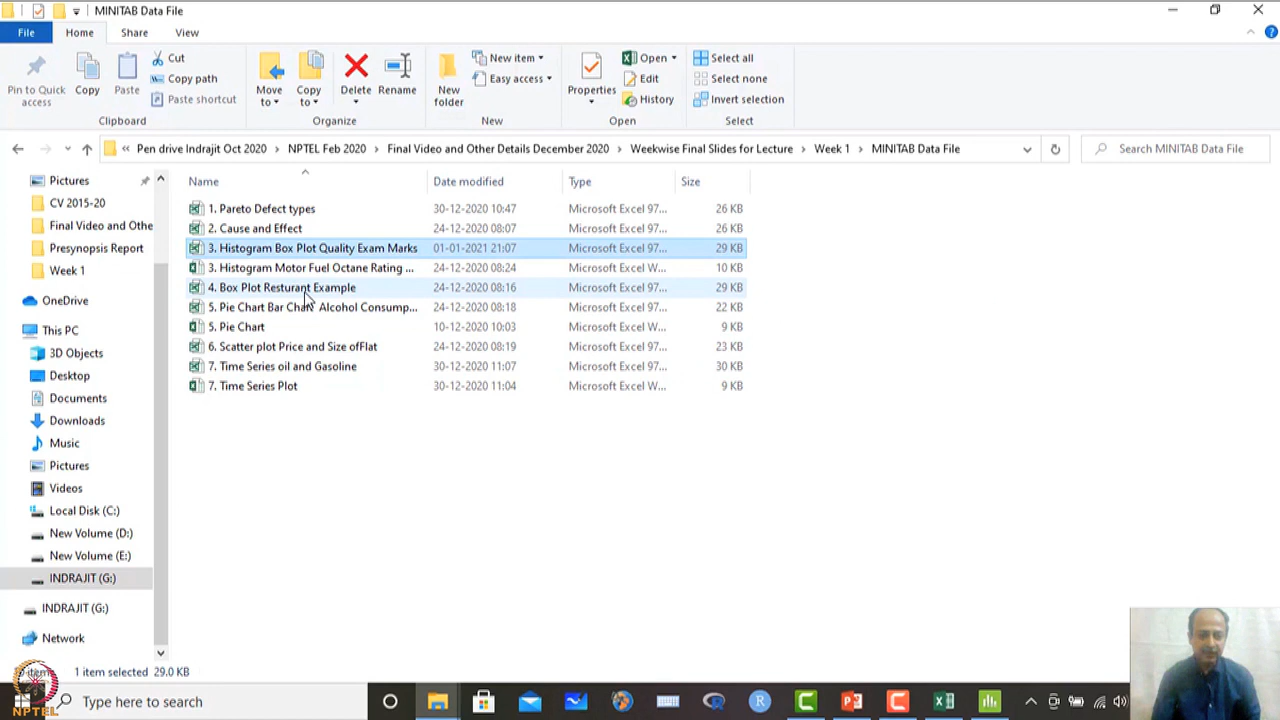 MINITAB Data File
File Home Share View
Pin to Quick access
Copy
Paste
Cut
Copy path
Paste shortcut
Clipboard
Move to
Copy to
Delete
Rename
Organize
New folder
New item
Easy access
New
Properties
Open
Edit
History
Open
Select all
Select none
Invert selection
Select
« Pen drive Indrajit Oct 2020 > NPTEL Feb 2020 > Final Video and Other Details December 2020 > Weekwise Final Slides for Lecture > Week 1 > MINITAB Data File
Search MINITAB Data File
Pictures
CV 2015-20
Final Video and Othe
Presynopsis Report
Week 1
OneDrive
This PC
3D Objects
Desktop
Documents
Downloads
Music
Pictures
Videos
Local Disk (C:)
New Volume (D:)
New Volume (E:)
INDRAJIT (G:)
INDRAJIT (G:)
Network
Name Date modified Type Size
1. Pareto Defect types 30-12-2020 10:47 Microsoft Excel 97... 26 KB
2. Cause and Effect 24-12-2020 08:07 Microsoft Excel 97... 26 KB
3. Histogram Box Plot Quality Exam Marks 01-01-2021 21:07 Microsoft Excel 97... 29 KB
3. Histogram Motor Fuel Octane Rating ... 24-12-2020 08:24 Microsoft Excel W... 10 KB
4. Box Plot Resturant Example 24-12-2020 08:16 Microsoft Excel 97... 29 KB
5. Pie Chart Bar Chart Alcohol Consump... 24-12-2020 08:18 Microsoft Excel 97... 22 KB
5. Pie Chart 10-12-2020 10:03 Microsoft Excel W... 9 KB
6. Scatter plot Price and Size ofFlat 24-12-2020 08:19 Microsoft Excel 97... 23 KB
7. Time Series oil and Gasoline 30-12-2020 11:07 Microsoft Excel 97... 30 KB
7. Time Series Plot 30-12-2020 11:04 Microsoft Excel W... 9 KB
1 item selected 29.0 KB
NPTEL
Type here to search